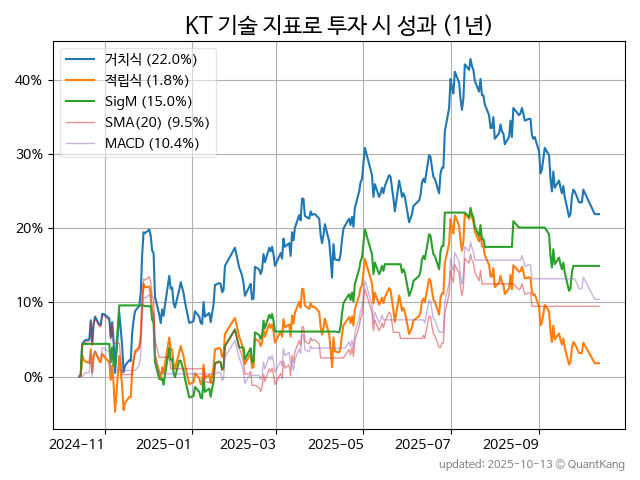 KT 기술 지표로 투자 시 성과 (1년)
거치식 (22.0%)
적립식 (1.8%)
SigM (15.0%)
SMA(20) (9.5%)
MACD (10.4%)
40%
30%
20%
10%
0%
2024-11
2025-01
2025-03
2025-05
2025-07
2025-09
updated: 2025-10-13 ⓒ QuantKang